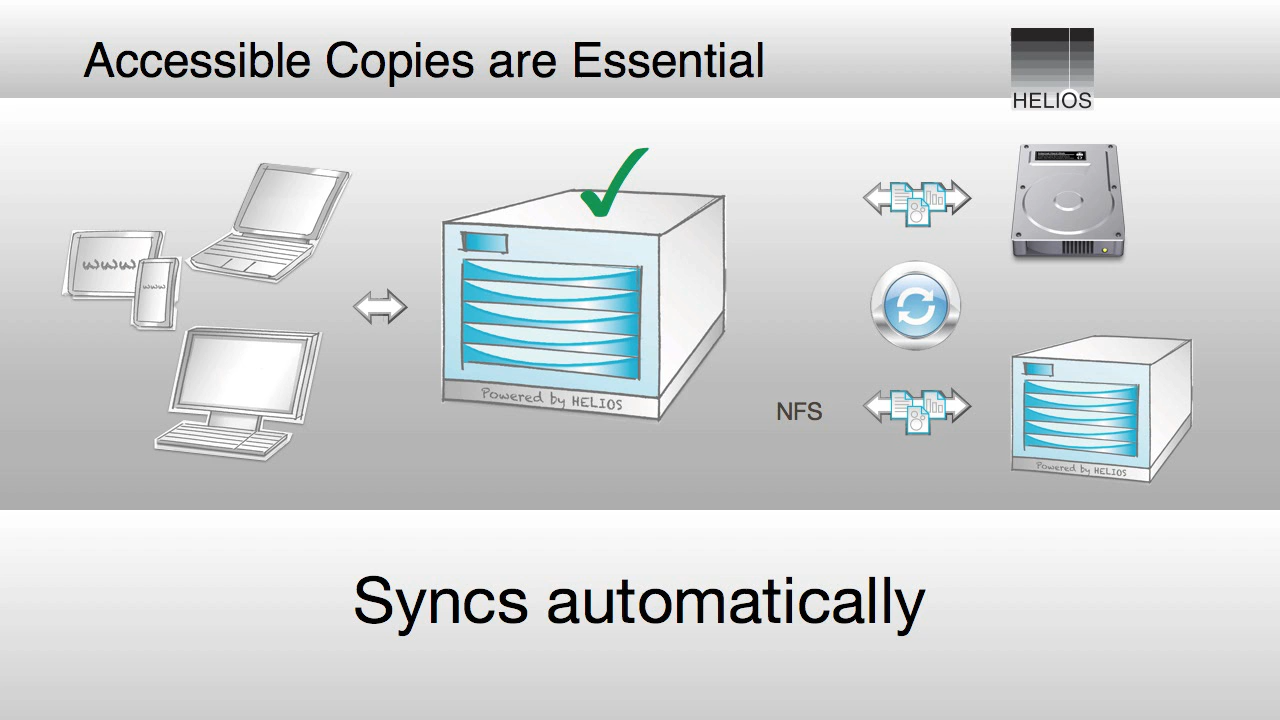 Accessible Copies are Essential
HELIOS
www
www
Powered by HELIOS
NFS
Powered by HELIOS
Syncs automatically